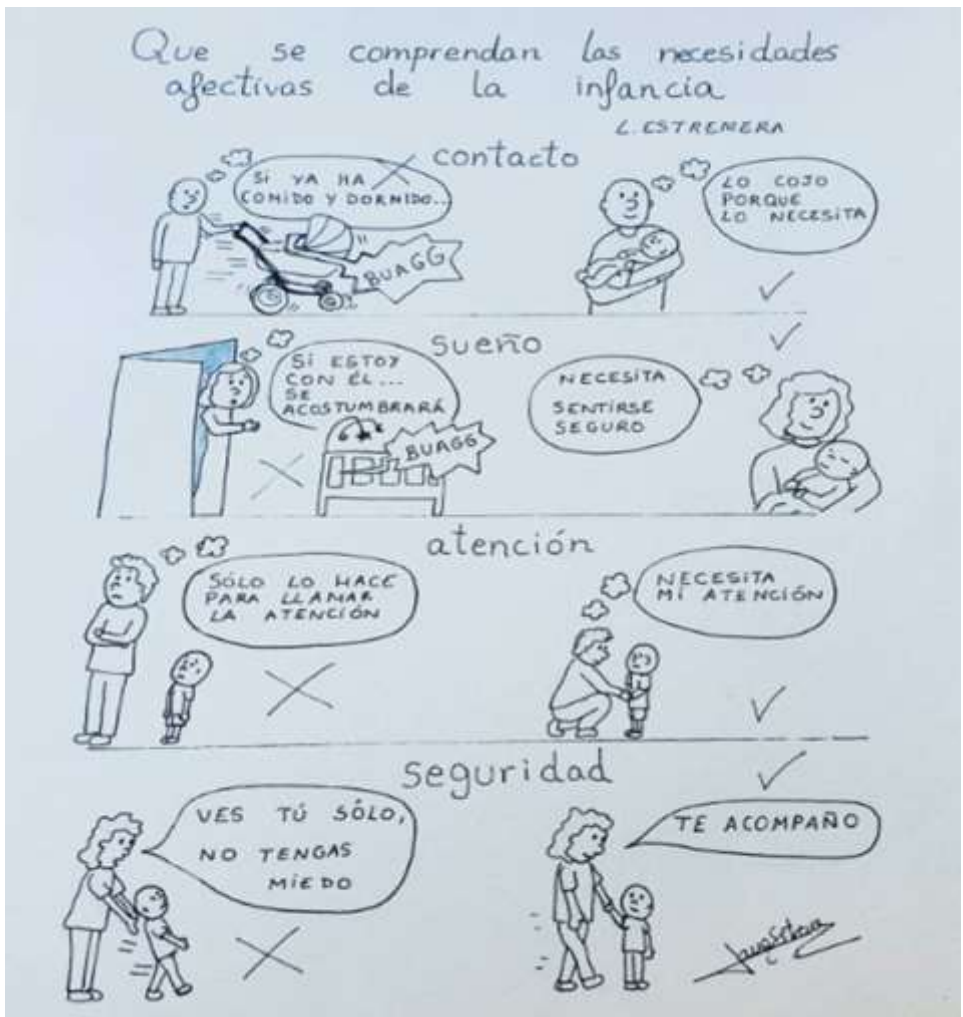 Que se comprendan las necesidades
afectivas de la infancia
L. ESTREMERA
contacto
SI YA HA
COMIDO Y DORMIDO...
BUAGG
LO COJO
PORQUE
LO NECESITA
sueño
SI ESTOY
CON ÉL...
SE
ACOSTUMBRARÁ
BUAGG
NECESITA
SENTIRSE
SEGURO
atención
SÓLO LO HACE
PARA LLAMAR
LA ATENCIÓN
NECESITA
MI ATENCIÓN
seguridad
VES TÚ SÓLO,
NO TENGAS
MIEDO
TE ACOMPAÑO